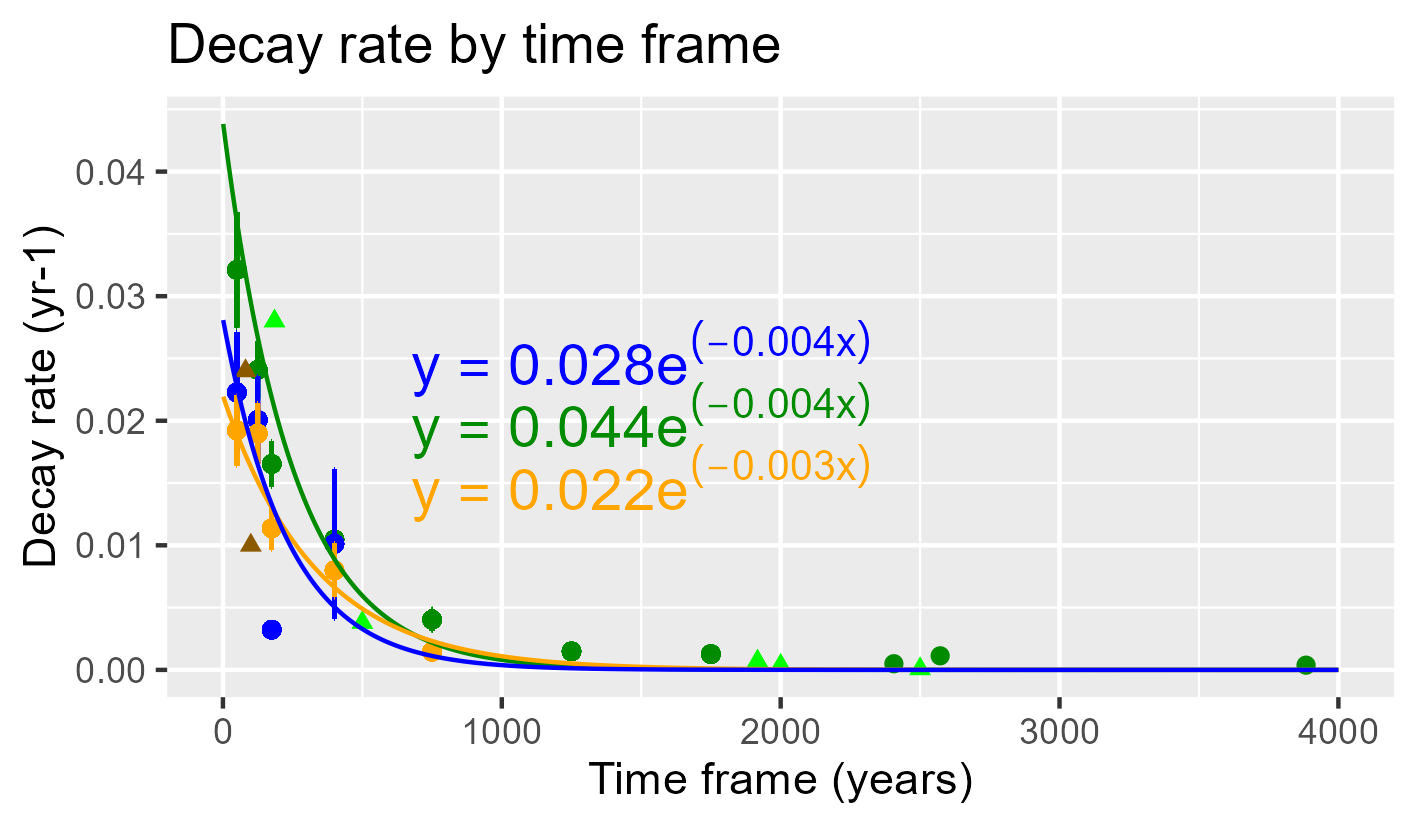 Decay rate by time frame
0.04
0.03
0.02
0.01
0.00
Decay rate (yr-1)
y = 0.028e(−0.004x)
y = 0.044e(−0.004x)
y = 0.022e(−0.003x)
0 1000 2000 3000 4000
Time frame (years)